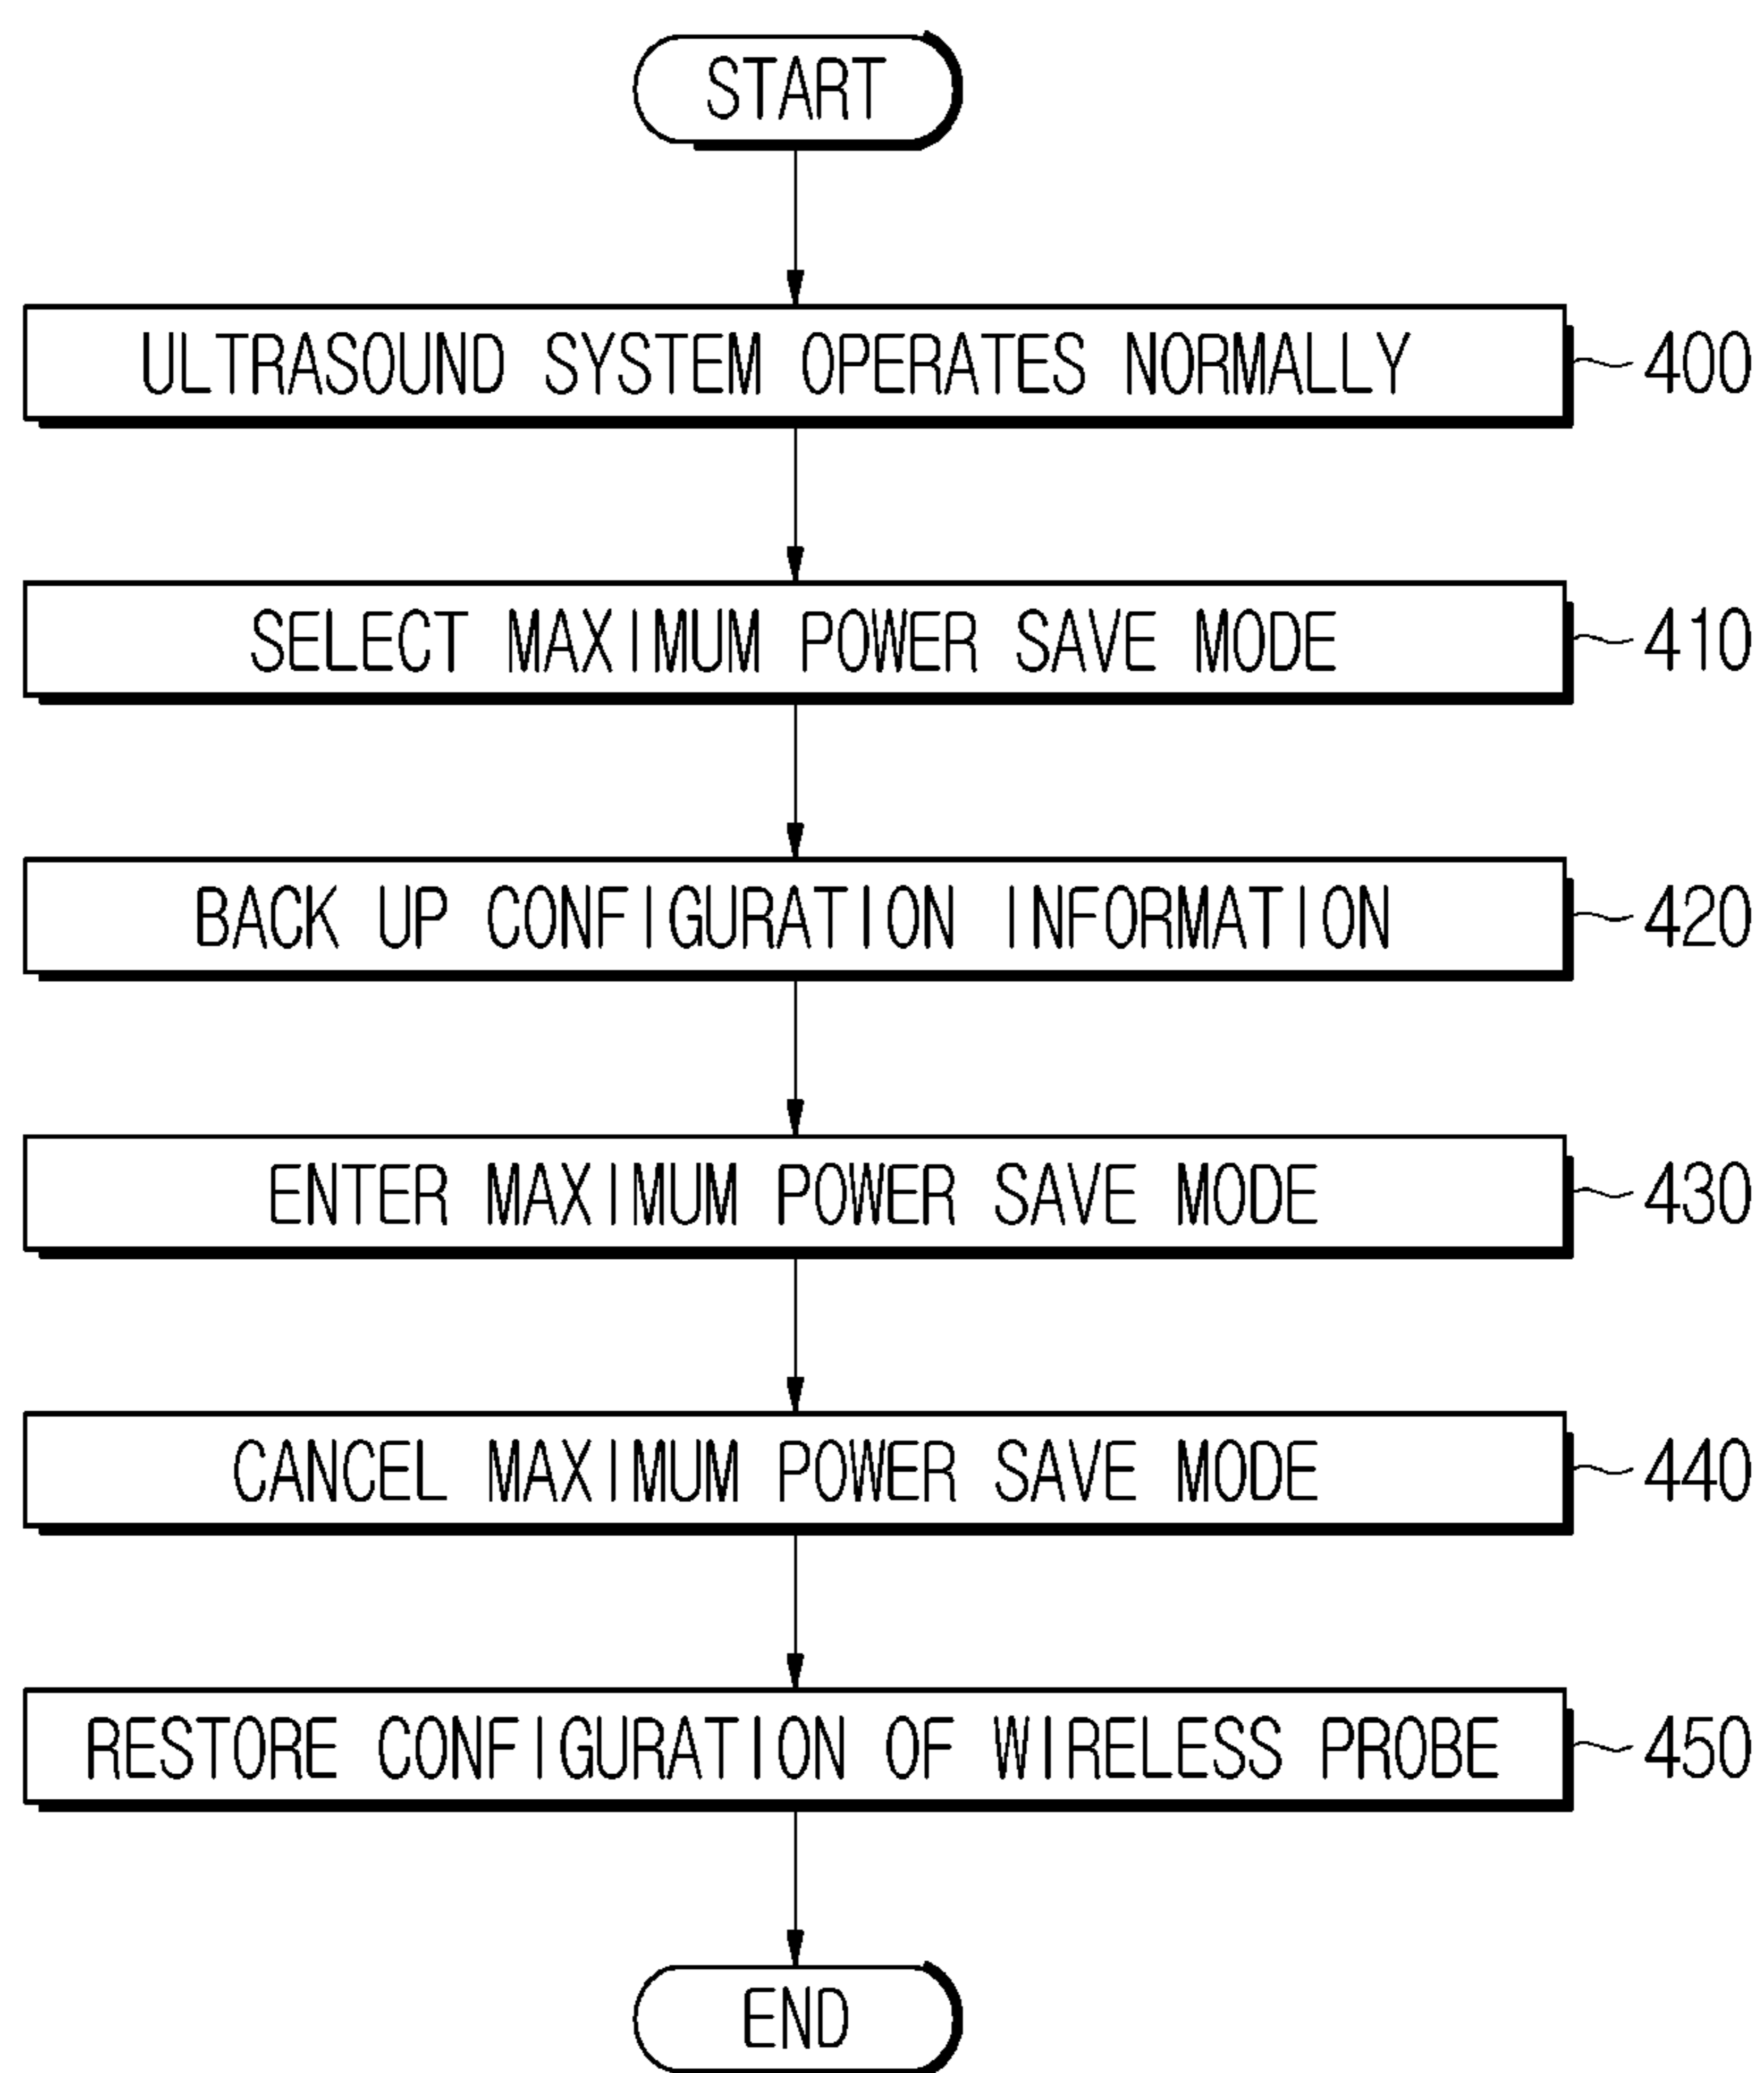 START
ULTRASOUND SYSTEM OPERATES NORMALLY
400
SELECT MAXIMUM POWER SAVE MODE
410
BACK UP CONFIGURATION INFORMATION
420
ENTER MAXIMUM POWER SAVE MODE
430
CANCEL MAXIMUM POWER SAVE MODE
440
RESTORE CONFIGURATION OF WIRELESS PROBE
450
END